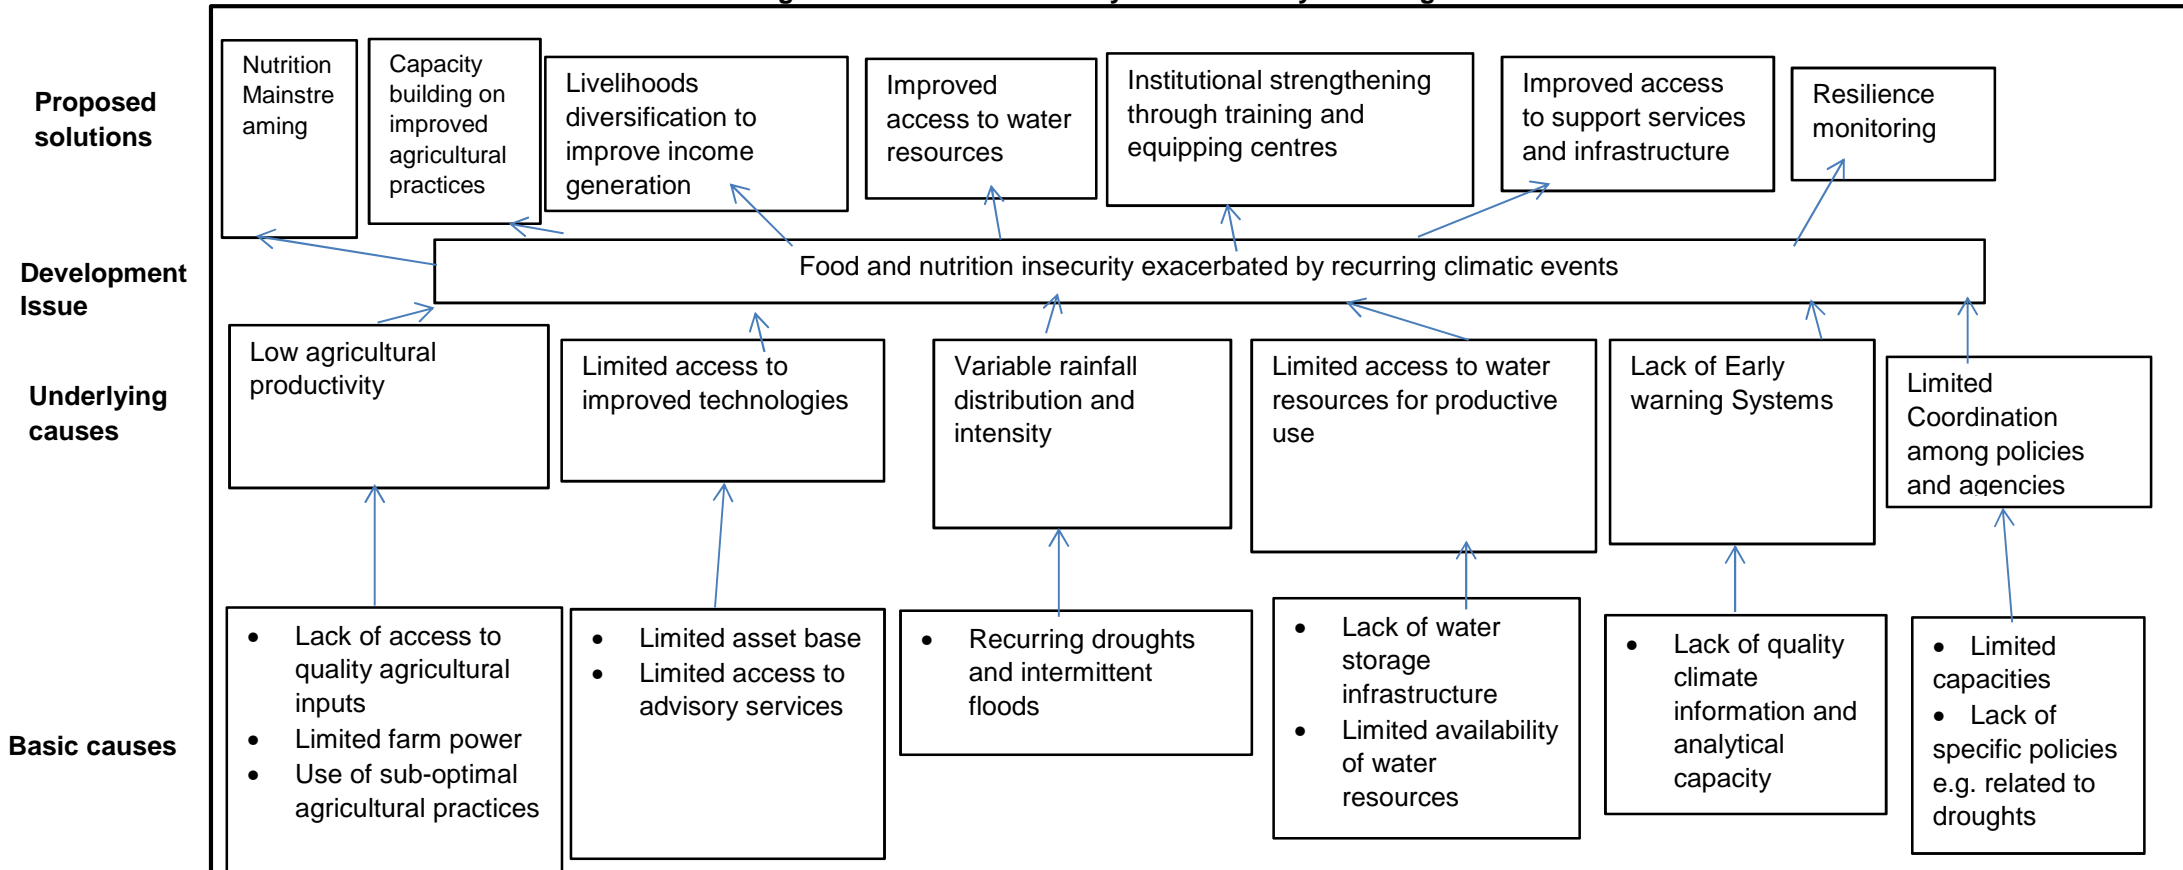 Proposed
solutions
Nutrition
Mainstre
aming
Capacity
building on
improved
agricultural
practices
Livelihoods
diversification to
improve income
generation
Improved
access to water
resources
Institutional strengthening
through training and
equipping centres
Improved access
to support services
and infrastructure
Resilience
monitoring
Development
Issue
Food and nutrition insecurity exacerbated by recurring climatic events
Underlying
causes
Low agricultural
productivity
Limited access to
improved technologies
Variable rainfall
distribution and
intensity
Limited access to water
resources for productive
use
Lack of Early
warning Systems
Limited
Coordination
among policies
and agencies
Basic causes
• Lack of access to
quality agricultural
inputs
• Limited farm power
• Use of sub-optimal
agricultural practices
• Limited asset base
• Limited access to
advisory services
• Recurring droughts
and intermittent
floods
• Lack of water
storage
infrastructure
• Limited availability
of water
resources
• Lack of quality
climate
information and
analytical
capacity
• Limited
capacities
• Lack of
specific policies
e.g. related to
droughts